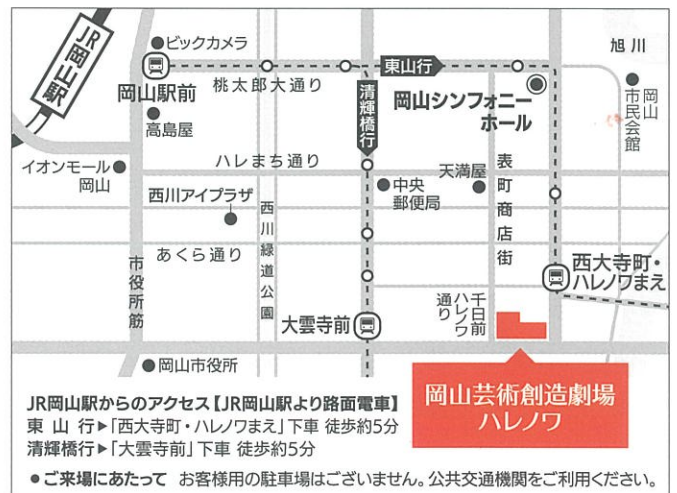 JR岡山駅
ビックカメラ
岡山駅前
高島屋
桃太郎大通り
東山行
清輝橋行
岡山シンフォニー
ホール
旭川
岡山
市民会館
イオンモール
岡山
ハレまち通り
西川アイプラザ
中央
郵便局
天満屋
表町商店街
西川緑道公園
あくら通り
市役所筋
西大寺町・
ハレノワまえ
大雲寺前
千日前
ハレノワ
通り
岡山市役所
岡山芸術創造劇場
ハレノワ
JR岡山駅からのアクセス【JR岡山駅より路面電車】
東 山 行▶「西大寺町・ハレノワまえ」下車 徒歩約5分
清輝橋行▶「大雲寺前」下車 徒歩約5分
●ご来場にあたって お客様用の駐車場はございません。公共交通機関をご利用ください。